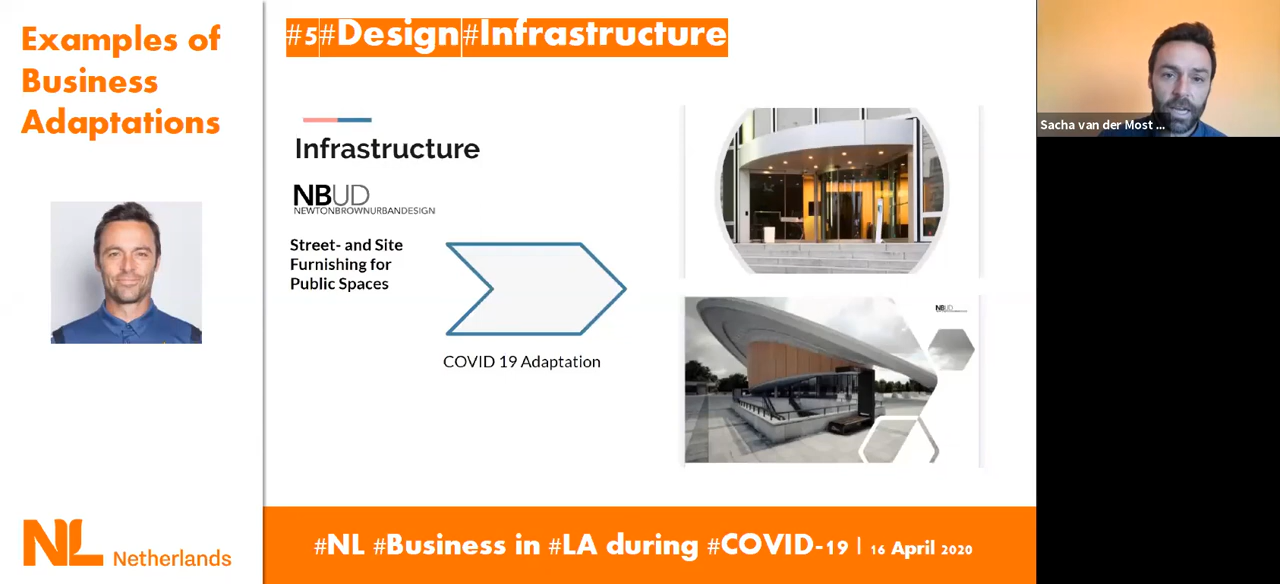 Examples of
Business
Adaptations
#5#Design#Infrastructure
Infrastructure
NBUD
NEWTONBROWNURBANDESIGN
Street- and Site
Furnishing for
Public Spaces
COVID 19 Adaptation
NBUD
Sacha van der Most ...
NL Netherlands
#NL #Business in #LA during #COVID-19 | 16 April 2020